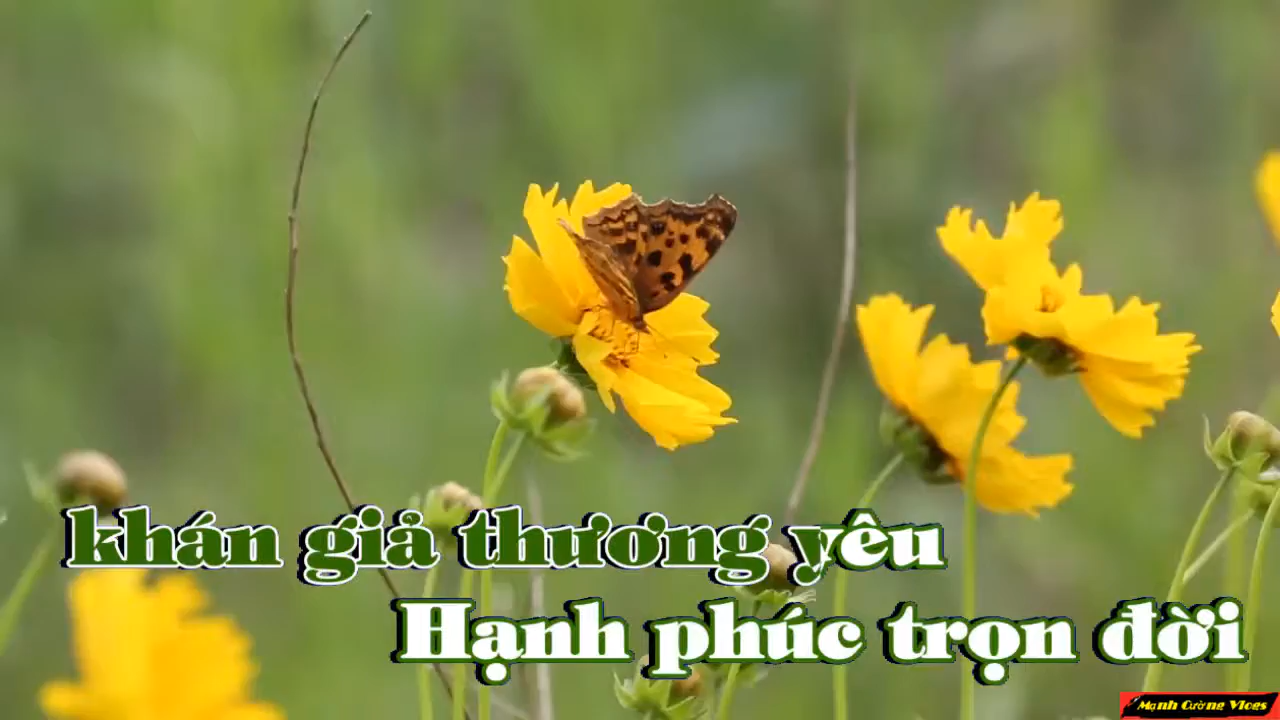 khán giả thương yêu
Hạnh phúc trọn đời
Mạnh Cường Vlogs